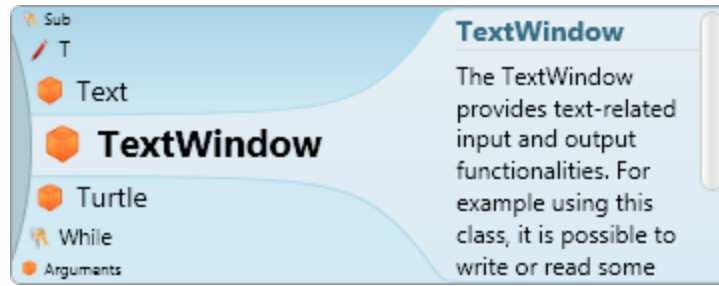 Sub
T
Text
TextWindow
Turtle
While
Arguments
TextWindow
The TextWindow
provides text-related
input and output
functionalities. For
example using this
class, it is possible to
write or read some